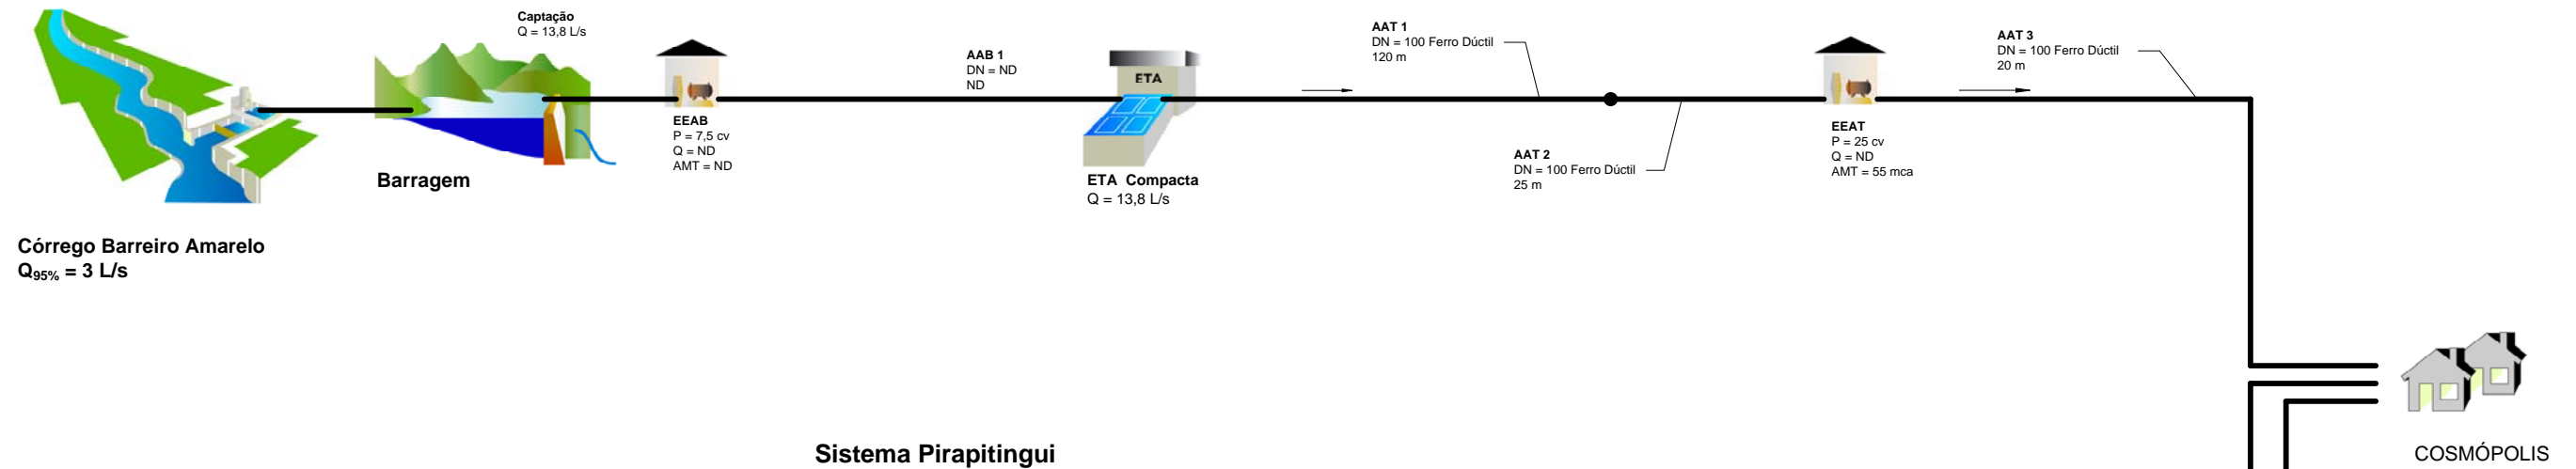 Captação
Q = 13,8 L/s
AAT 1
DN = 100 Ferro Dúctil
120 m
AAT 3
DN = 100 Ferro Dúctil
20 m
AAB 1
DN = ND
ND
ETA
EEAB
P = 7,5 cv
Q = ND
AMT = ND
EEAT
P = 25 cv
Q = ND
AMT = 55 mca
AAT 2
DN = 100 Ferro Dúctil
25 m
Barragem
ETA Compacta
Q = 13,8 L/s
Córrego Barreiro Amarelo
Q95% = 3 L/s
Sistema Pirapitingui
COSMÓPOLIS